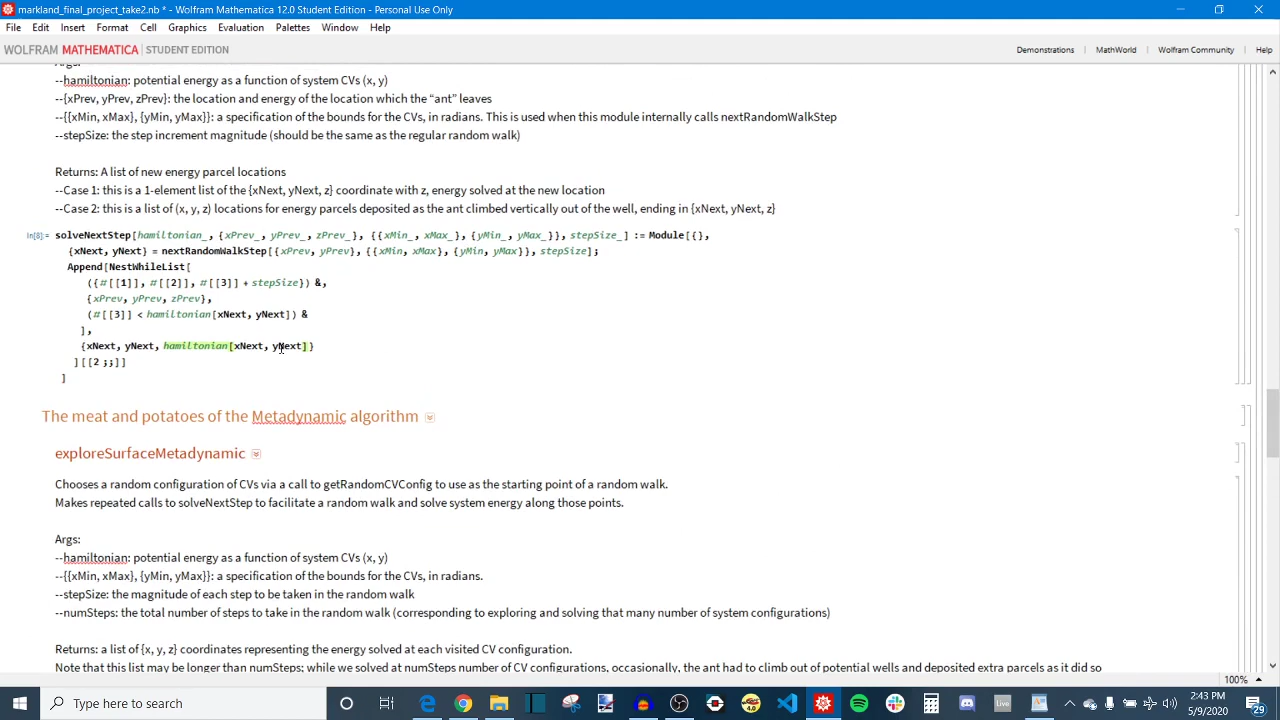 markland_final_project_take2.nb * - Wolfram Mathematica 12.0 Student Edition - Personal Use Only
File Edit Insert Format Cell Graphics Evaluation Palettes Window Help
WOLFRAM MATHEMATICA STUDENT EDITION Demonstrations MathWorld Wolfram Community Help
Args:
--hamiltonian: potential energy as a function of system CVs (x, y)
--{xPrev, yPrev, zPrev}: the location and energy of the location which the “ant” leaves
--{{xMin, xMax}, {yMin, yMax}}: a specification of the bounds for the CVs, in radians. This is used when this module internally calls nextRandomWalkStep
--stepSize: the step increment magnitude (should be the same as the regular random walk)
Returns: A list of new energy parcel locations
--Case 1: this is a 1-element list of the {xNext, yNext, z} coordinate with z, energy solved at the new location
--Case 2: this is a list of (x, y, z) locations for energy parcels deposited as the ant climbed vertically out of the well, ending in {xNext, yNext, z}
In[8]:= solveNextStep[hamiltonian_, {xPrev_, yPrev_, zPrev_}, {{xMin_, xMax_}, {yMin_, yMax_}}, stepSize_] := Module[{},
{xNext, yNext} = nextRandomWalkStep[{xPrev, yPrev}, {{xMin, xMax}, {yMin, yMax}}, stepSize];
Append[NestWhileList[
({#[[1]], #[[2]], #[[3]] + stepSize}) &,
{xPrev, yPrev, zPrev},
(#[[3]] < hamiltonian[xNext, yNext]) &
],
{xNext, yNext, hamiltonian[xNext, yNext]}
][[2 ;;]]
]
The meat and potatoes of the Metadynamic algorithm
exploreSurfaceMetadynamic
Chooses a random configuration of CVs via a call to getRandomCVConfig to use as the starting point of a random walk.
Makes repeated calls to solveNextStep to facilitate a random walk and solve system energy along those points.
Args:
--hamiltonian: potential energy as a function of system CVs (x, y)
--{{xMin, xMax}, {yMin, yMax}}: a specification of the bounds for the CVs, in radians.
--stepSize: the magnitude of each step to be taken in the random walk
--numSteps: the total number of steps to take in the random walk (corresponding to exploring and solving that many number of system configurations)
Returns: a list of {x, y, z} coordinates representing the energy solved at each visited CV configuration.
Note that this list may be longer than numSteps; while we solved at numSteps number of CV configurations, occasionally, the ant had to climb out of potential wells and deposited extra parcels as it did so
100%
Type here to search
2:43 PM
5/9/2020
29